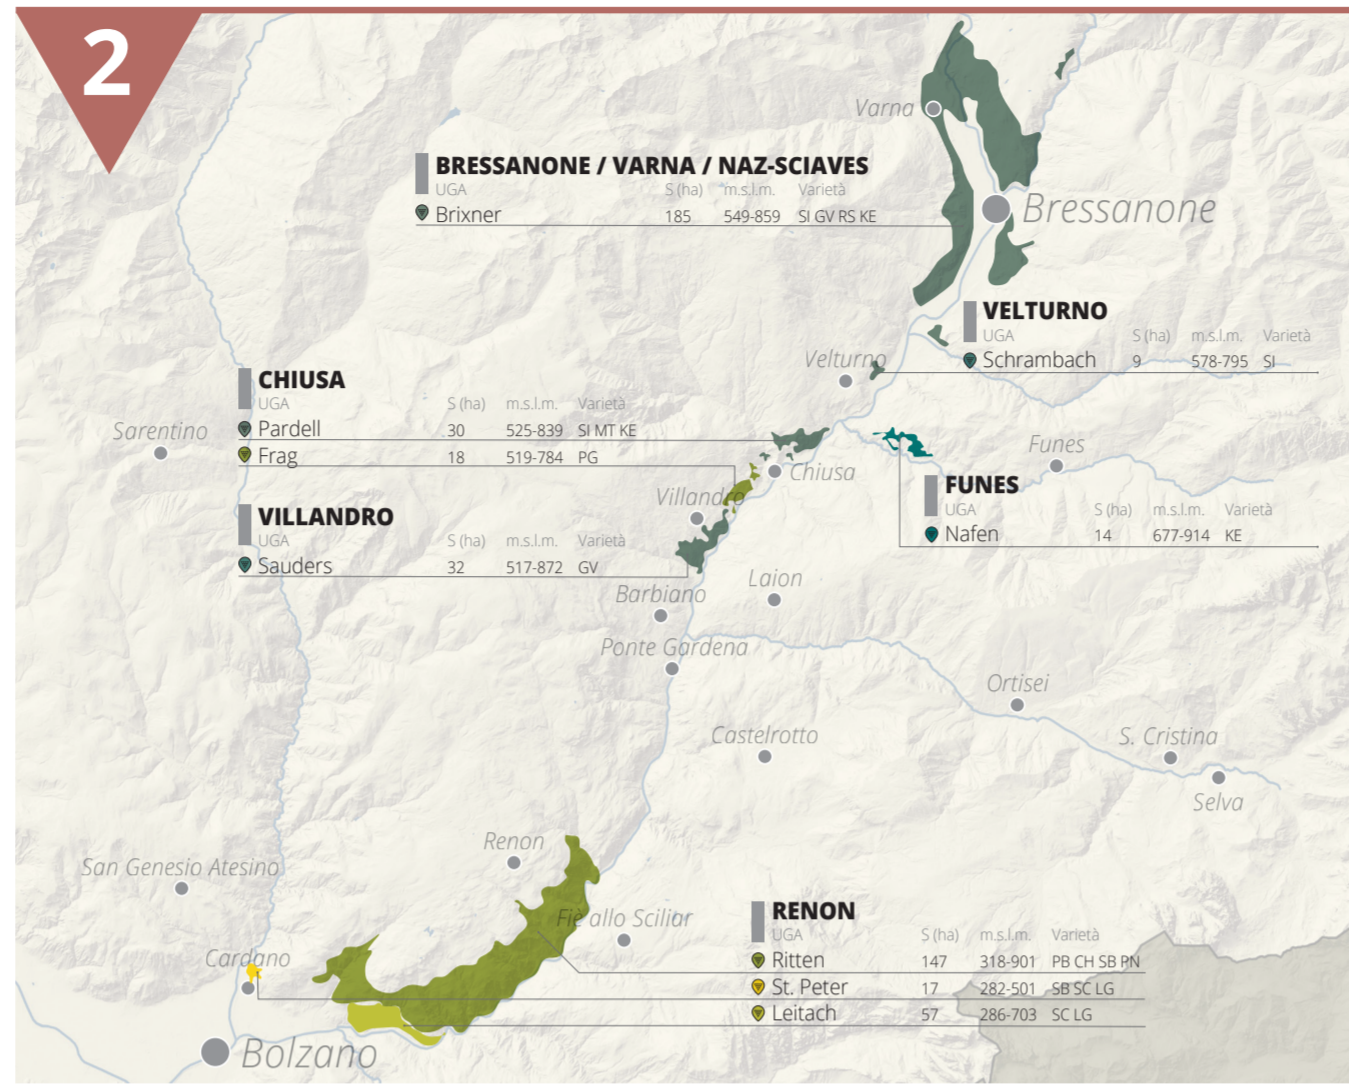 2
Varna
BRESSANONE / VARNA / NAZ-SCIAVES
UGA S (ha) m.s.l.m. Varietà
Brixner 185 549-859 SI GV RS KE
Bressanone
VELTURNO
UGA S (ha) m.s.l.m. Varietà
Schrambach 9 578-795 SI
Velturno
CHIUSA
UGA S (ha) m.s.l.m. Varietà
Pardell 30 525-839 SI MT KE
Frag 18 519-784 PG
Sarentino
Chiusa
Funes
Villandro
FUNES
UGA S (ha) m.s.l.m. Varietà
Nafen 14 677-914 KE
VILLANDRO
UGA S (ha) m.s.l.m. Varietà
Sauders 32 517-872 GV
Laion
Barbiano
Ponte Gardena
Ortisei
Castelrotto
S. Cristina
Selva
Renon
San Genesio Atesino
Fiè allo Sciliar
RENON
UGA S (ha) m.s.l.m. Varietà
Ritten 147 318-901 PB CH SB PN
St. Peter 17 282-501 SB SC LG
Leitach 57 286-703 SC LG
Cardano
Bolzano